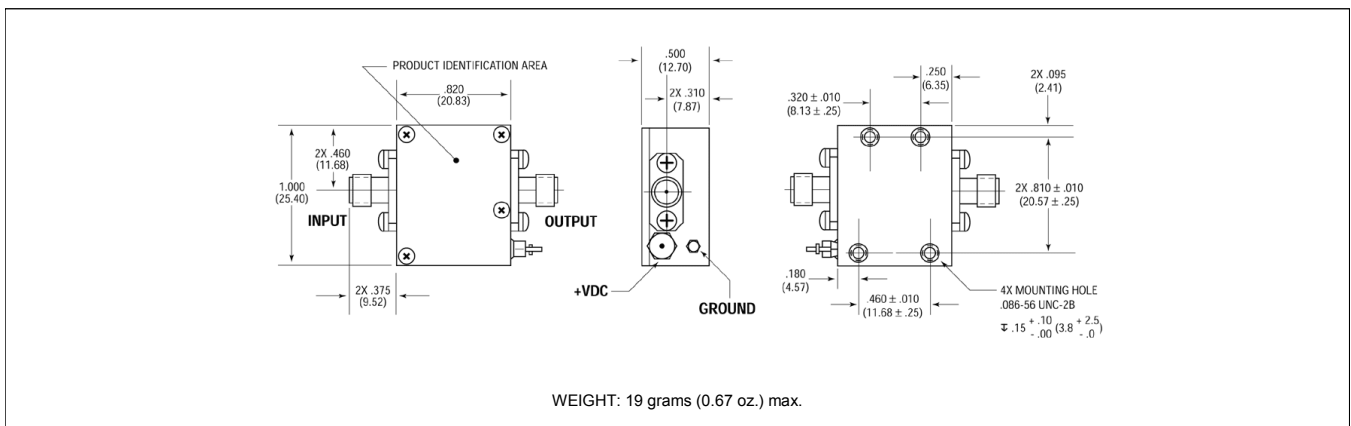 PRODUCT IDENTIFICATION AREA
.820
(20.83)
2X .460
(11.68)
1.000
(25.40)
INPUT
OUTPUT
2X .375
(9.52)
.500
(12.70)
2X .310
(7.87)
+VDC
GROUND
.250
(6.35)
2X .095
(2.41)
.320 ± .010
(8.13 ± .25)
2X .810 ± .010
(20.57 ± .25)
.180
(4.57)
.460 ± .010
(11.68 ± .25)
4X MOUNTING HOLE
.086-56 UNC-2B
↧ .15 + .10 - .00 (3.8 + 2.5 - .0)
WEIGHT: 19 grams (0.67 oz.) max.